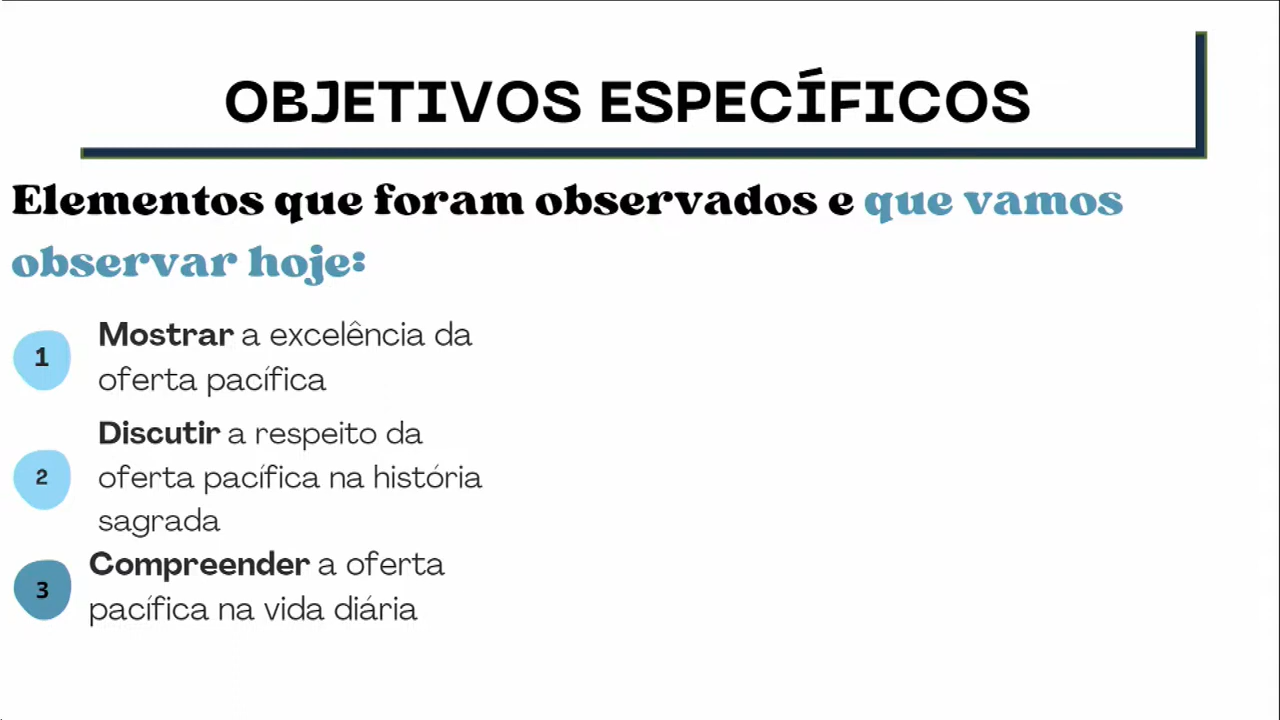 OBJETIVOS ESPECÍFICOS
Elementos que foram observados e que vamos
observar hoje:
1
Mostrar a excelência da
oferta pacífica
2
Discutir a respeito da
oferta pacífica na história
sagrada
3
Compreender a oferta
pacífica na vida diária